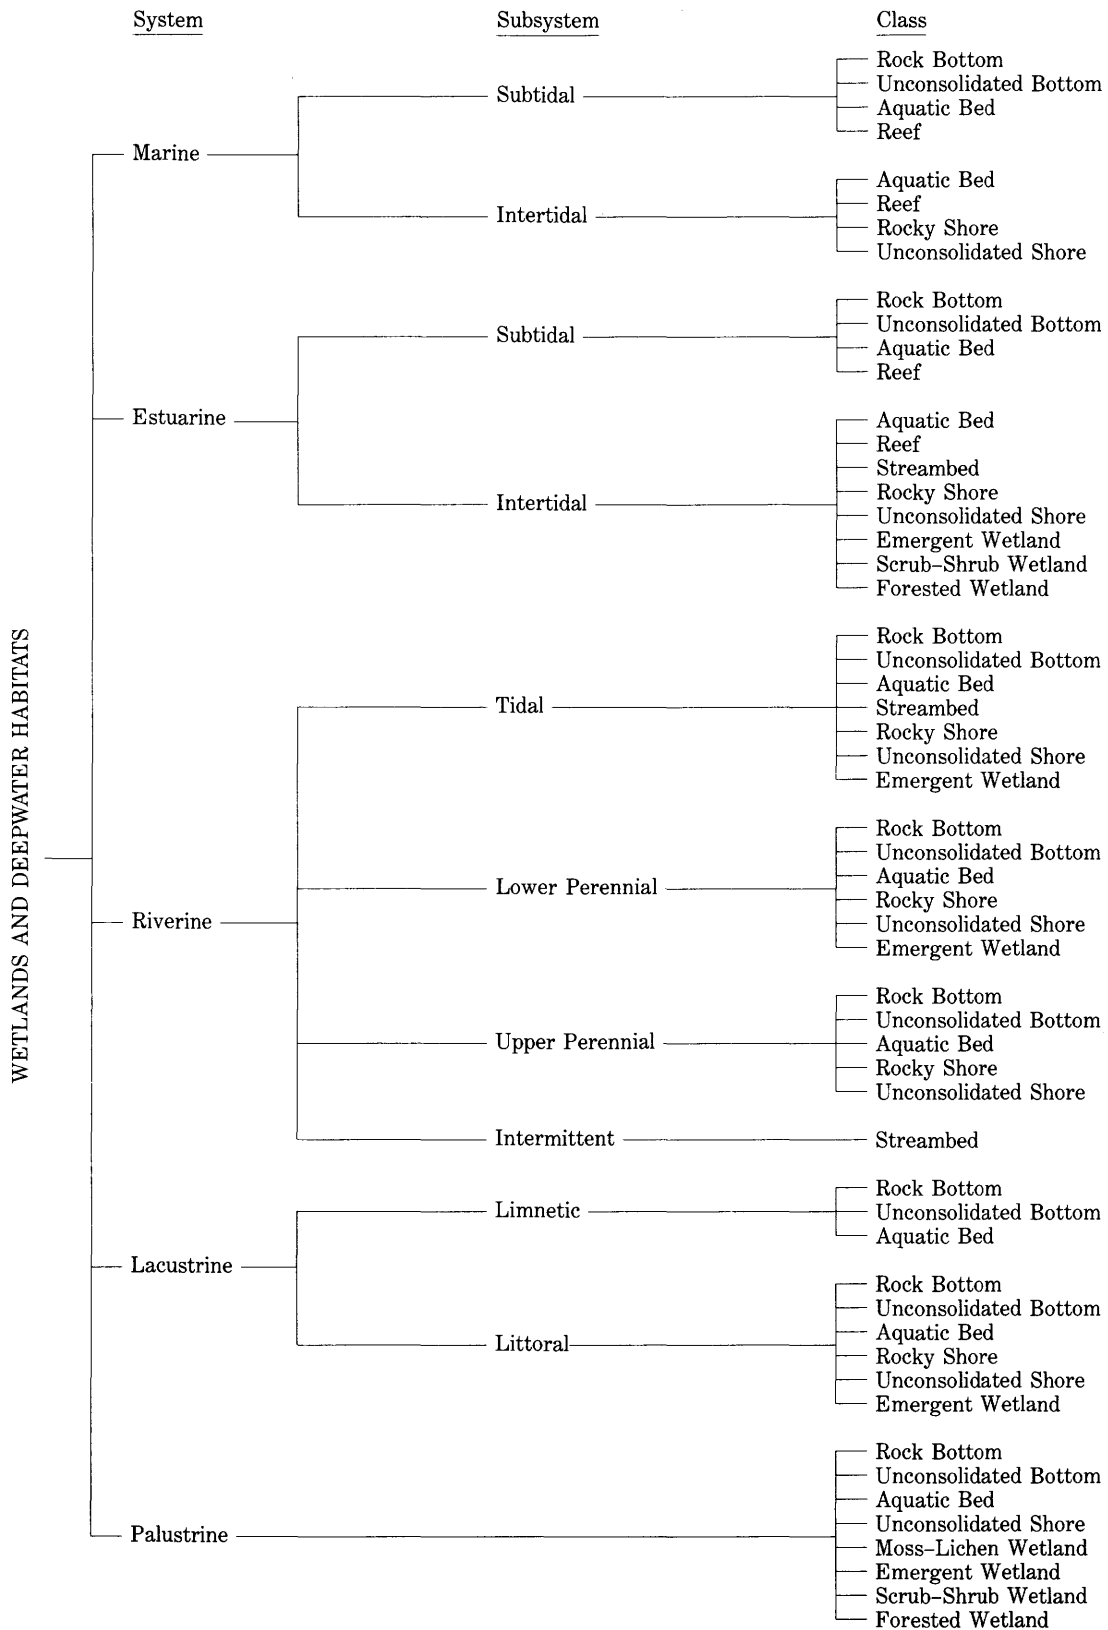 System Subsystem Class
WETLANDS AND DEEPWATER HABITATS
Marine
Subtidal
Rock Bottom
Unconsolidated Bottom
Aquatic Bed
Reef
Intertidal
Aquatic Bed
Reef
Rocky Shore
Unconsolidated Shore
Estuarine
Subtidal
Rock Bottom
Unconsolidated Bottom
Aquatic Bed
Reef
Intertidal
Aquatic Bed
Reef
Streambed
Rocky Shore
Unconsolidated Shore
Emergent Wetland
Scrub–Shrub Wetland
Forested Wetland
Riverine
Tidal
Rock Bottom
Unconsolidated Bottom
Aquatic Bed
Streambed
Rocky Shore
Unconsolidated Shore
Emergent Wetland
Lower Perennial
Rock Bottom
Unconsolidated Bottom
Aquatic Bed
Rocky Shore
Unconsolidated Shore
Emergent Wetland
Upper Perennial
Rock Bottom
Unconsolidated Bottom
Aquatic Bed
Rocky Shore
Unconsolidated Shore
Intermittent
Streambed
Lacustrine
Limnetic
Rock Bottom
Unconsolidated Bottom
Aquatic Bed
Littoral
Rock Bottom
Unconsolidated Bottom
Aquatic Bed
Rocky Shore
Unconsolidated Shore
Emergent Wetland
Palustrine
Rock Bottom
Unconsolidated Bottom
Aquatic Bed
Unconsolidated Shore
Moss–Lichen Wetland
Emergent Wetland
Scrub–Shrub Wetland
Forested Wetland